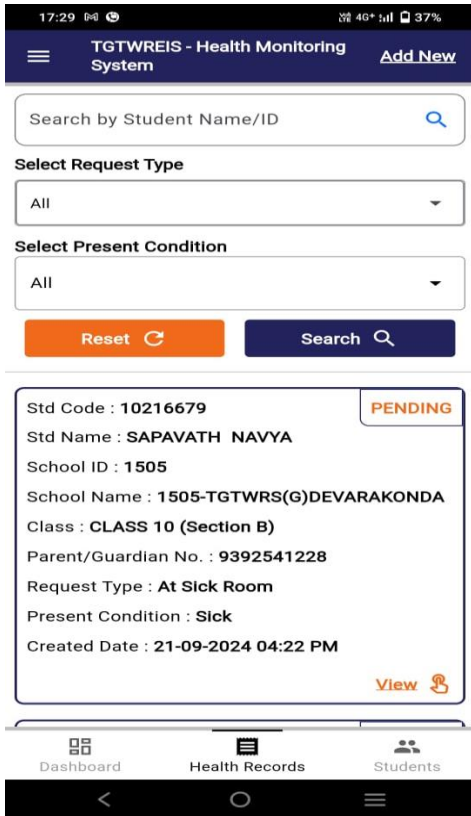 17:29 4G+ 37%
TGTWREIS - Health Monitoring
System
Add New
Search by Student Name/ID
Select Request Type
All
Select Present Condition
All
Reset
Search
Std Code : 10216679
PENDING
Std Name : SAPAVATH  NAVYA
School ID : 1505
School Name : 1505-TGTWRS(G)DEVARAKONDA
Class : CLASS 10 (Section B)
Parent/Guardian No. : 9392541228
Request Type : At Sick Room
Present Condition : Sick
Created Date : 21-09-2024 04:22 PM
View
Dashboard
Health Records
Students